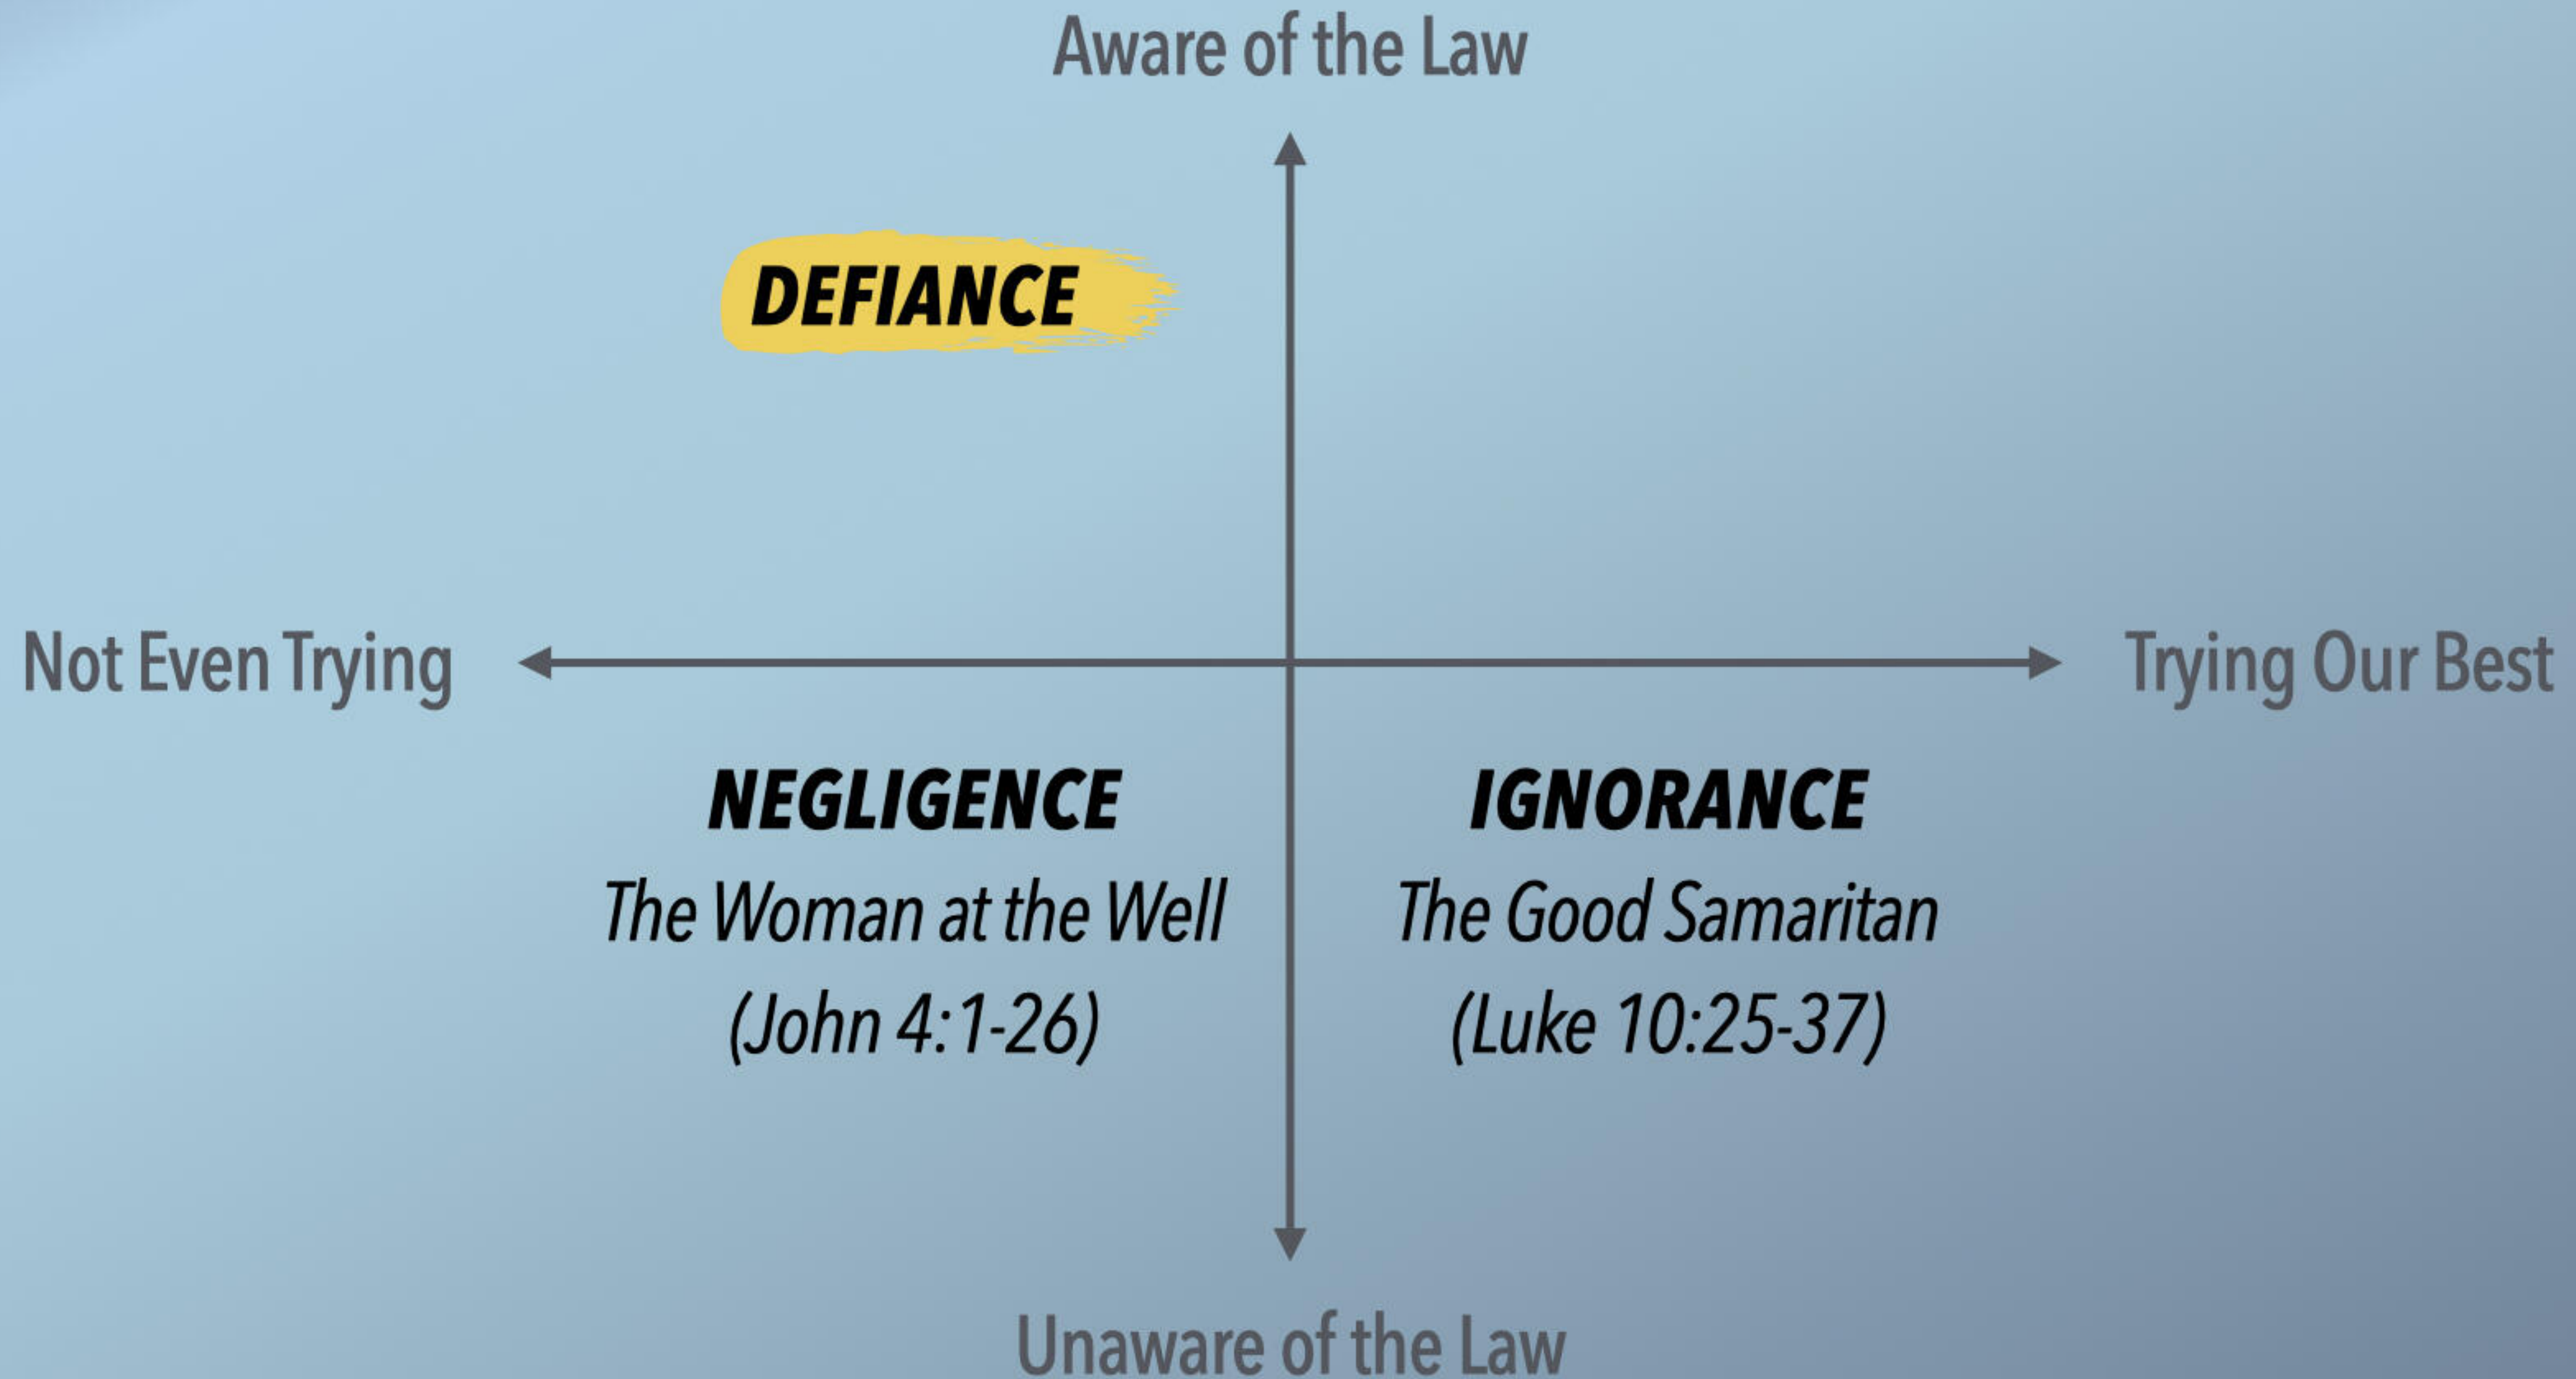 Aware of the Law
DEFIANCE
Not Even Trying
Trying Our Best
NEGLIGENCE
The Woman at the Well
(John 4:1-26)
IGNORANCE
The Good Samaritan
(Luke 10:25-37)
Unaware of the Law